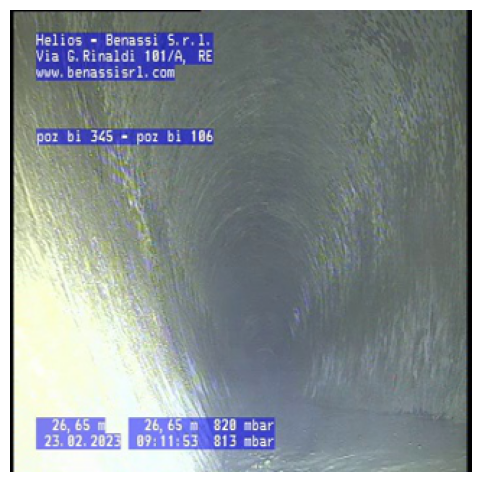 Helios - Benassi S.r.l.
Via G.Rinaldi 101/A, RE
www.benassisrl.com
poz bi 345 - poz bi 106
26,65 m 26,65 m 820 mbar
23.02.2023 09:11:53 813 mbar